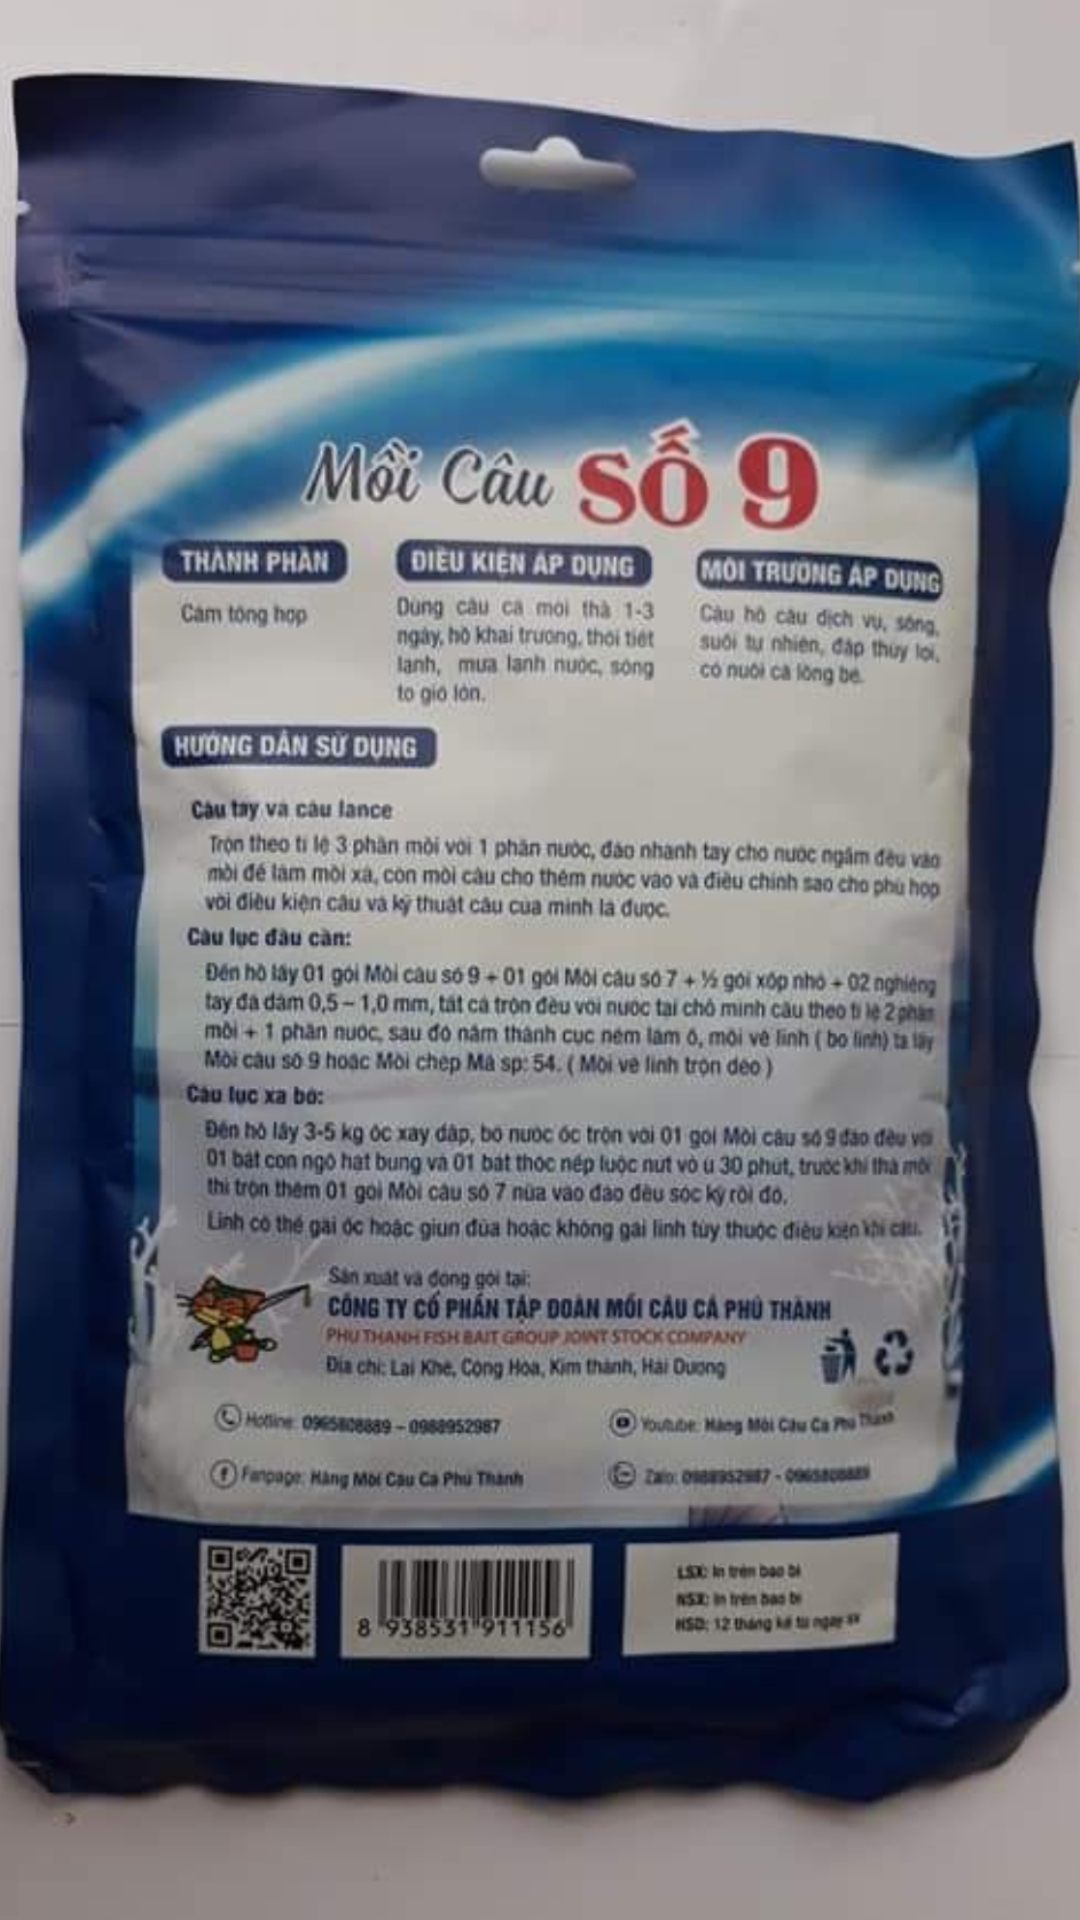 Mồi Câu SỐ 9
THÀNH PHẦN
Cám tổng hợp
ĐIỀU KIỆN ÁP DỤNG
Dùng câu cá mới thả 1-3
ngày, hồ khai trương, thời tiết
lạnh, mưa lạnh nước, sóng
to gió lớn.
MÔI TRƯỜNG ÁP DỤNG
Câu hồ câu dịch vụ, sông,
suối tự nhiên, đập thủy lợi,
có nuôi cá lồng bè.
HƯỚNG DẪN SỬ DỤNG
Câu tay và câu lance
Trộn theo tỉ lệ 3 phần mồi với 1 phần nước, đảo nhanh tay cho nước ngấm đều vào
mồi để làm mồi xả, còn mồi câu cho thêm nước vào và điều chỉnh sao cho phù hợp
với điều kiện câu và kỹ thuật câu của mình là được.
Câu lục đầu cần:
Đến hồ lấy 01 gói Mồi câu số 9 + 01 gói Mồi câu số 7 + ½ gói xốp nhỏ + 02 nghiêng
tay đá dăm 0,5 – 1,0 mm, tất cả trộn đều với nước tại chỗ mình câu theo tỉ lệ 2 phần
mồi + 1 phần nước, sau đó nắm thành cục ném làm ổ, mồi vê linh ( bo linh) ta lấy
Mồi câu số 9 hoặc Mồi chép Mã sp: 54. ( Mồi vê linh trộn dẻo )
Câu lục xa bờ:
Đến hồ lấy 3-5 kg ốc xay dập, bỏ nước ốc trộn với 01 gói Mồi câu số 9 đảo đều với
01 bát con ngô hạt bung và 01 bát thóc nếp luộc nứt vỏ ủ 30 phút, trước khi thả mồi
thì trộn thêm 01 gói Mồi câu số 7 nữa vào đảo đều sóc kỹ rồi đổ.
Linh có thể gài ốc hoặc giun đũa hoặc không gài linh tùy thuộc điều kiện khi câu.
Sản xuất và đóng gói tại:
CÔNG TY CỔ PHẦN TẬP ĐOÀN MỒI CÂU CÁ PHÚ THÀNH
PHU THANH FISH BAIT GROUP JOINT STOCK COMPANY
Địa chỉ: Lai Khê, Cộng Hòa, Kim thành, Hải Dương
Hotline: 0965808889 – 0988952987
Youtube: Hãng Mồi Câu Cá Phú Thành
Fanpage: Hãng Mồi Câu Cá Phú Thành
Zalo: 0988952987 - 0965808889
8 938531 911156
LSX: In trên bao bì
NSX: In trên bao bì
HSD: 12 tháng kể từ ngày SX